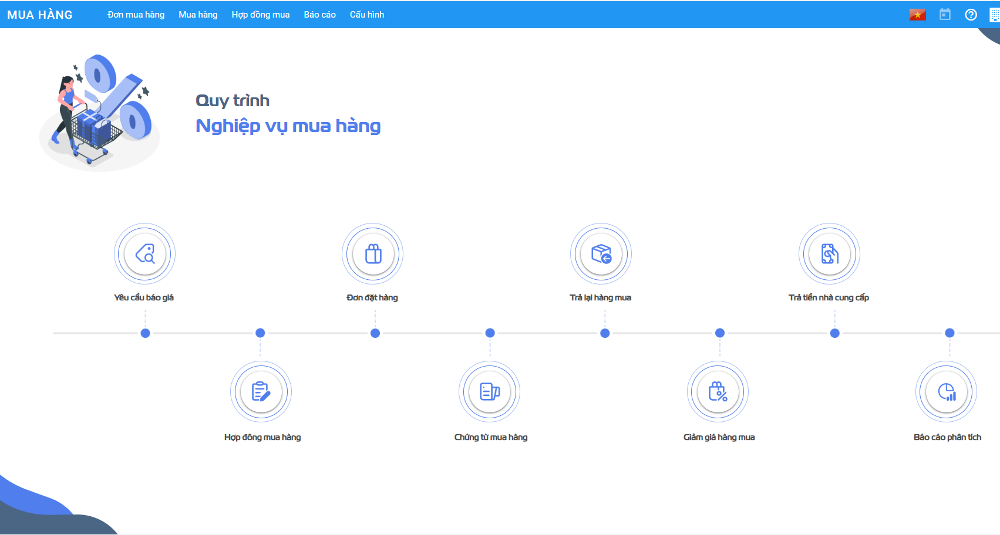 MUA HÀNG
Đơn mua hàng
Mua hàng
Hợp đồng mua
Báo cáo
Cấu hình
Quy trình
Nghiệp vụ mua hàng
Yêu cầu báo giá
Đơn đặt hàng
Trả lại hàng mua
Trả tiền nhà cung cấp
Hợp đông mua hàng
Chứng từ mua hàng
Giảm giá hàng mua
Báo cáo phân tích